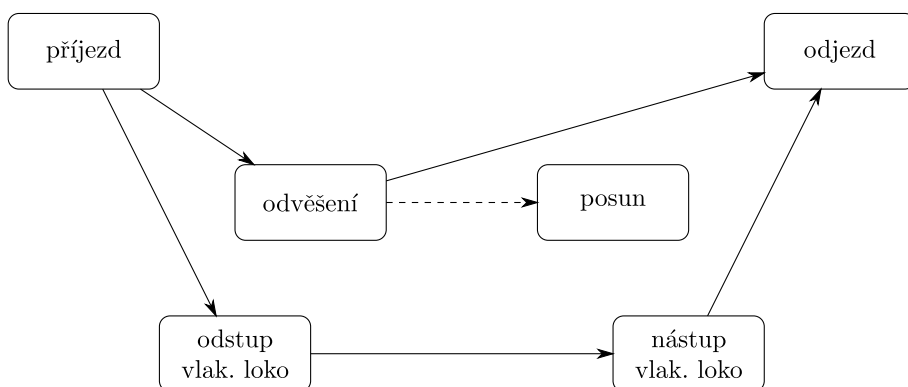 příjezd
odjezd
odvěšení
posun
odstup
vlak. loko
nástup
vlak. loko